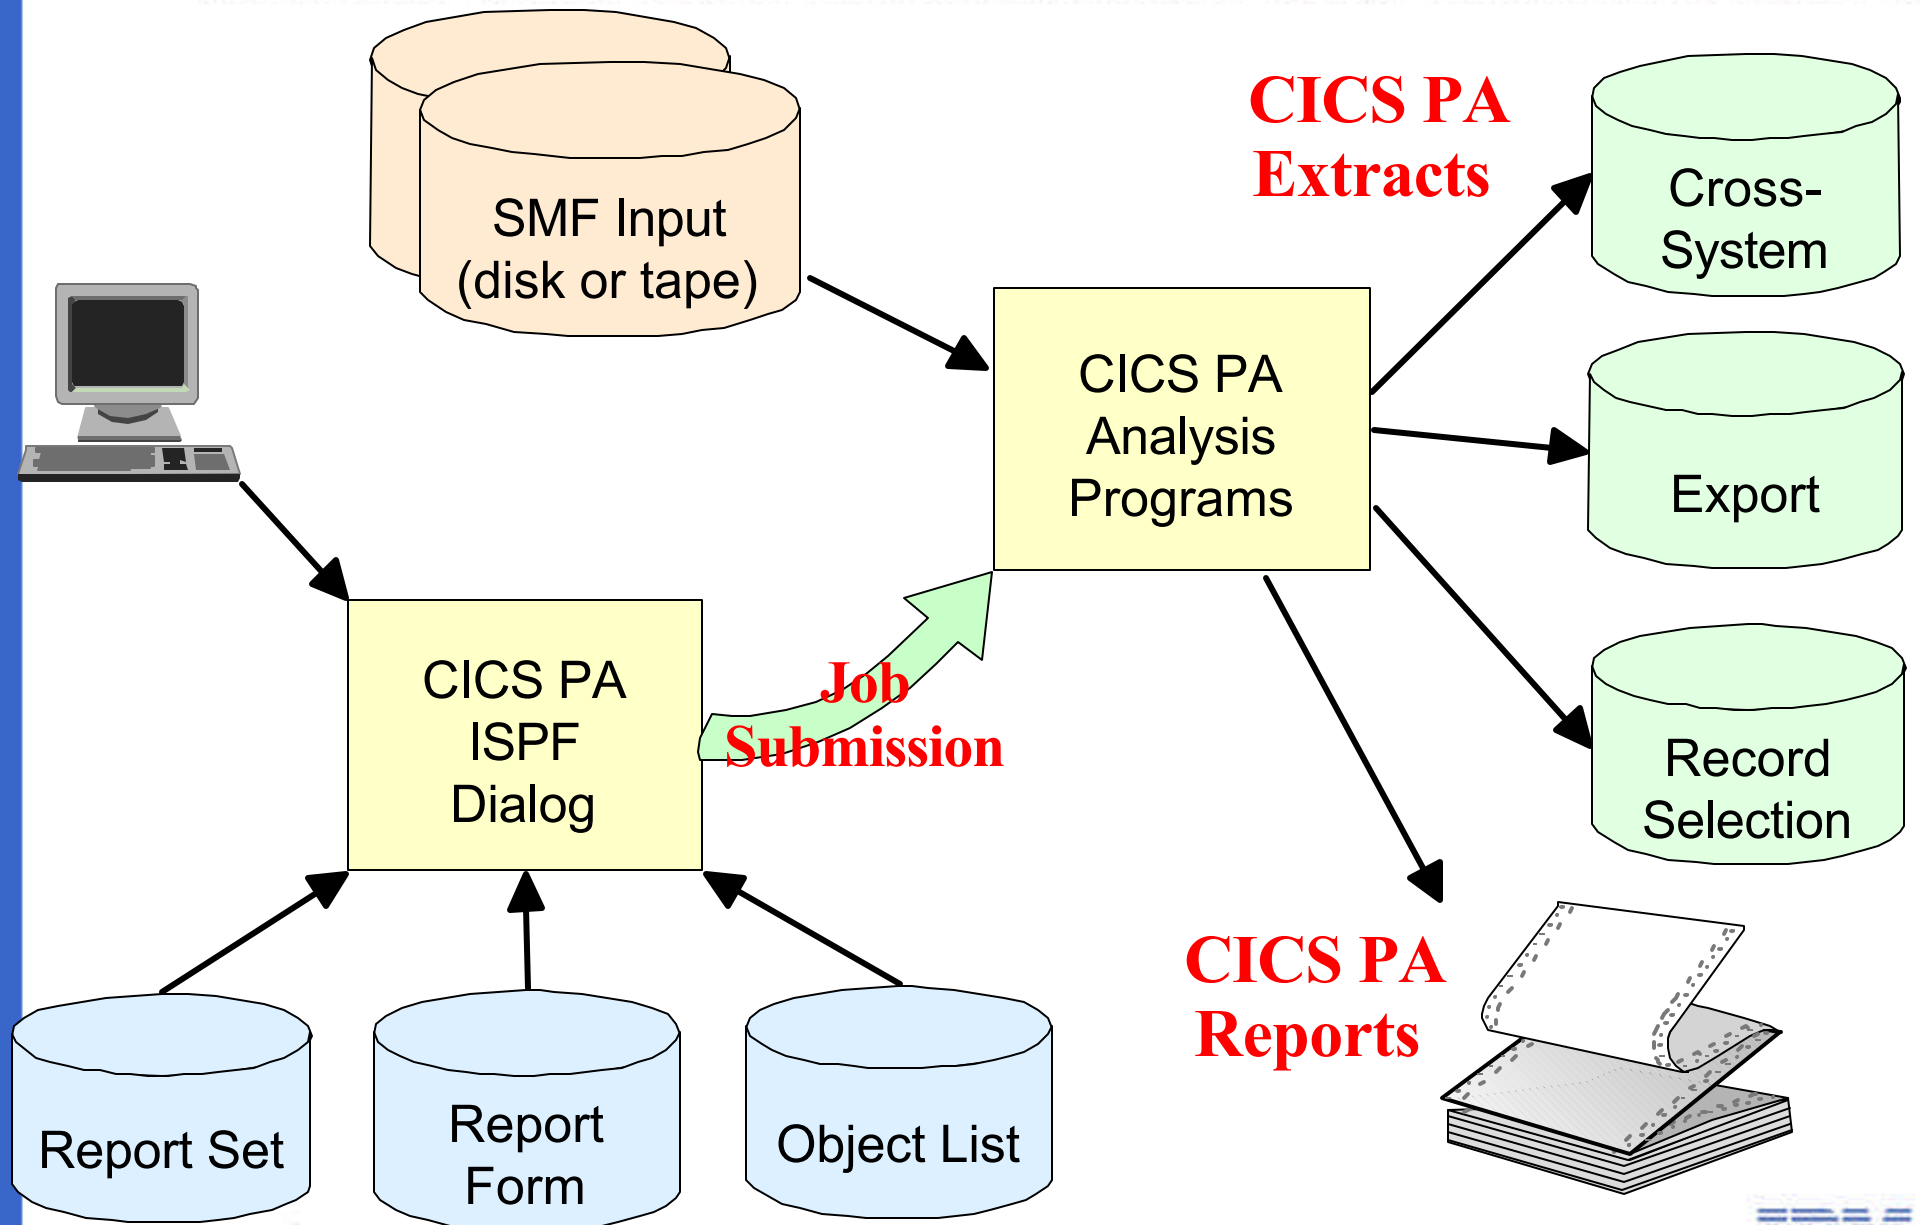 SMF Input
(disk or tape)
CICS PA
Extracts
Cross-
System
CICS PA
Analysis
Programs
Export
CICS PA
ISPF
Dialog
Job
Submission
Record
Selection
CICS PA
Reports
Report Set
Report
Form
Object List